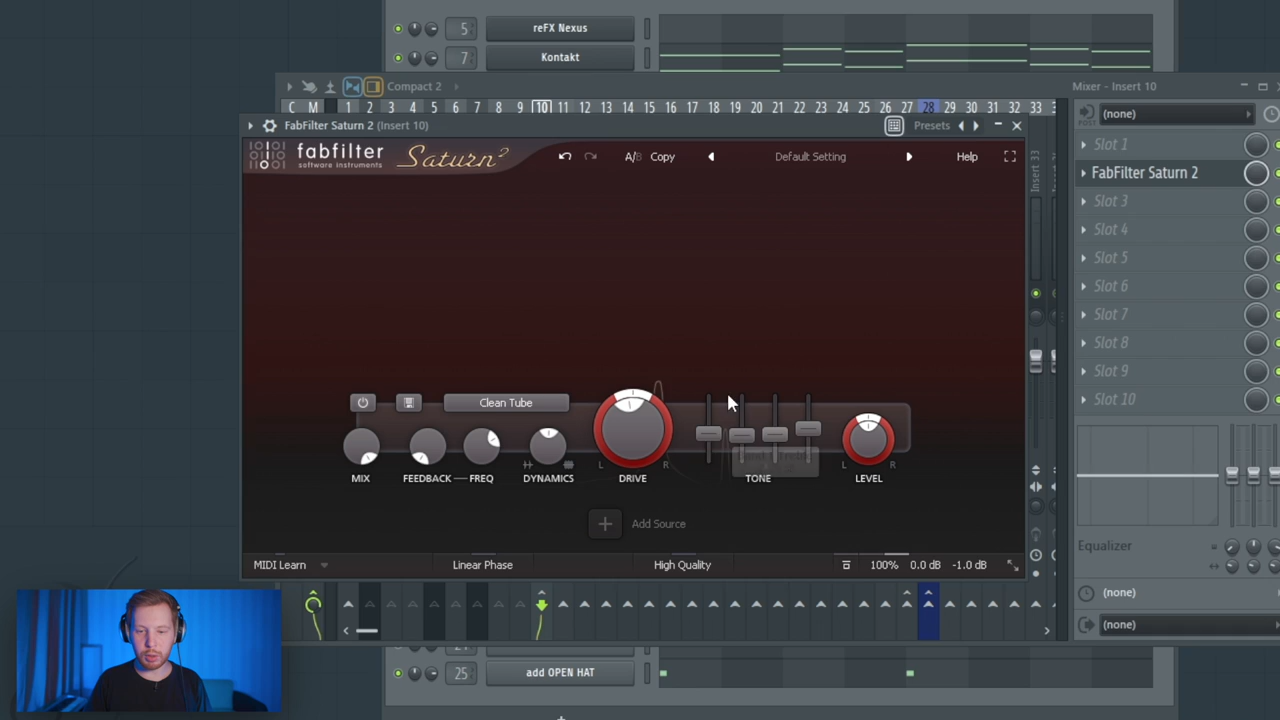 5 reFX Nexus
7 Kontakt
Compact 2
Mixer - Insert 10
C M 1 2 3 4 5 6 7 8 9 10 11 12 13 14 15 16 17 18 19 20 21 22 23 24 25 26 27 28 29 30 31 32 33
POST (none)
FabFilter Saturn 2 (Insert 10)
Presets
fabfilter
software instruments
Saturn 2
A/B Copy
Default Setting
Help
Insert 33
Slot 1
FabFilter Saturn 2
Slot 3
Slot 4
Slot 5
Slot 6
Slot 7
Slot 8
Slot 9
Slot 10
Clean Tube
L R
L R
MIX FEEDBACK FREQ DYNAMICS DRIVE TONE LEVEL
+ Add Source
Equalizer
MIDI Learn Linear Phase High Quality 100% 0.0 dB -1.0 dB
(none)
(none)
25 add OPEN HAT